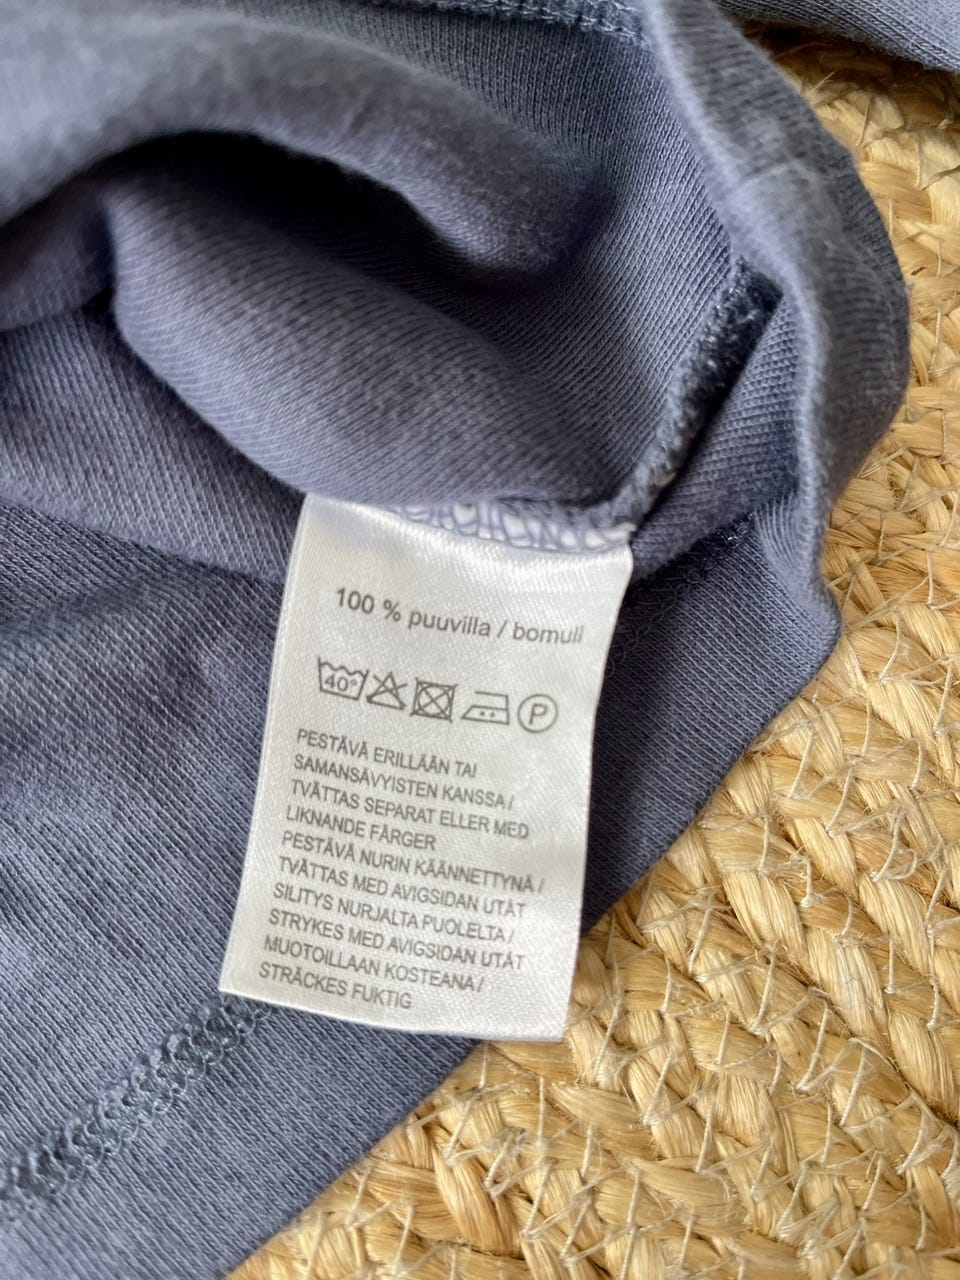 100 % puuvilla / bomull
40°
P
PESTÄVÄ ERILLÄÄN TAI
SAMANSÄVYISTEN KANSSA /
TVÄTTAS SEPARAT ELLER MED
LIKNANDE FÄRGER
PESTÄVÄ NURIN KÄÄNNETTYNÄ /
TVÄTTAS MED AVIGSIDAN UTÅT
SILITYS NURJALTA PUOLELTA /
STRYKES MED AVIGSIDAN UTÅT
MUOTOILLAAN KOSTEANA /
STRÄCKES FUKTIG